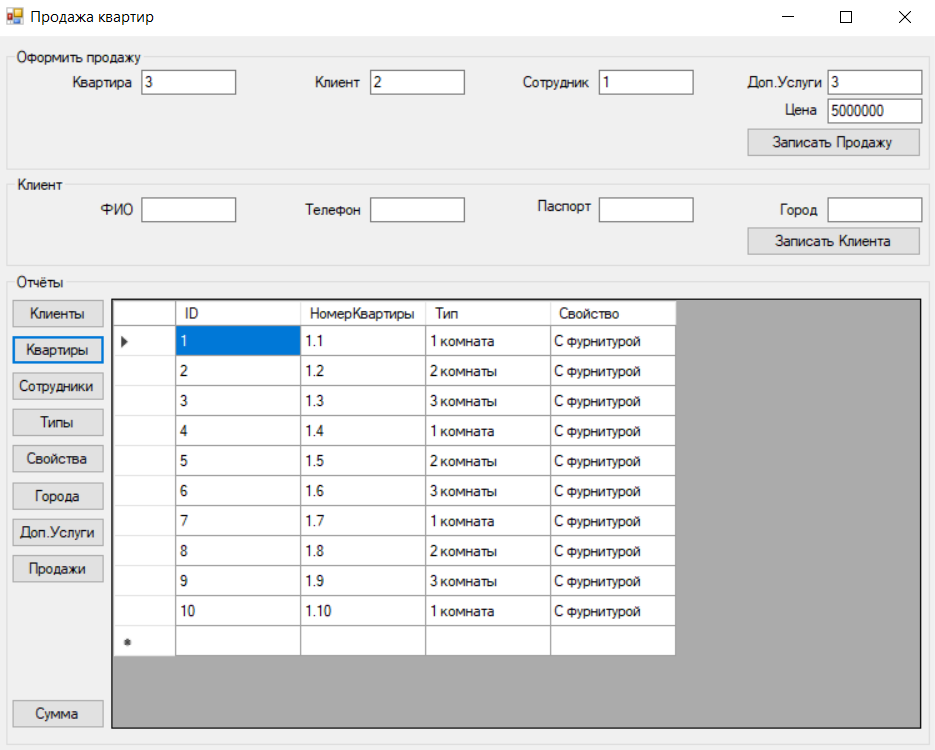 Продажа квартир
Оформить продажу
Квартира 3 Клиент 2 Сотрудник 1 Доп.Услуги 3
Цена 5000000
Записать Продажу
Клиент
ФИО Телефон Паспорт Город
Записать Клиента
Отчёты
Клиенты
Квартиры
Сотрудники
Типы
Свойства
Города
Доп.Услуги
Продажи
Сумма
ID НомерКвартиры Тип Свойство
1 1.1 1 комната С фурнитурой
2 1.2 2 комнаты С фурнитурой
3 1.3 3 комнаты С фурнитурой
4 1.4 1 комната С фурнитурой
5 1.5 2 комнаты С фурнитурой
6 1.6 3 комнаты С фурнитурой
7 1.7 1 комната С фурнитурой
8 1.8 2 комнаты С фурнитурой
9 1.9 3 комнаты С фурнитурой
10 1.10 1 комната С фурнитурой